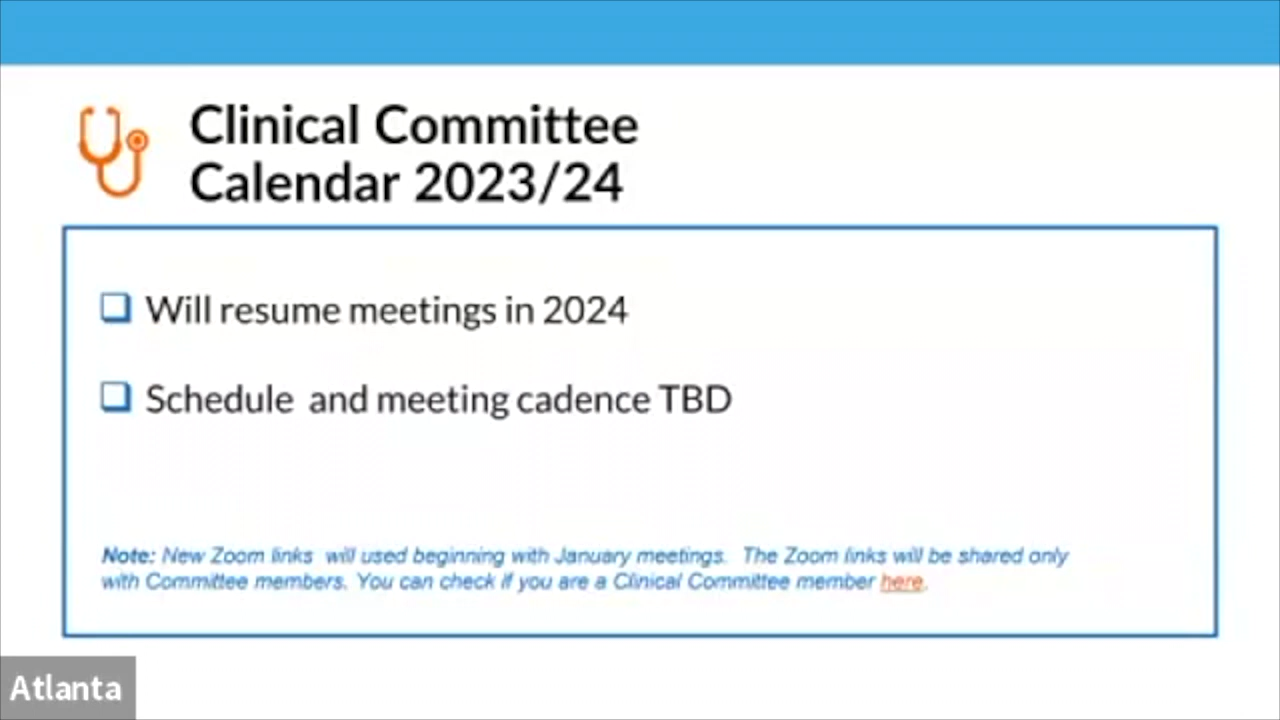 Clinical Committee
Calendar 2023/24
Will resume meetings in 2024
Schedule  and meeting cadence TBD
Note: New Zoom links  will used beginning with January meetings.  The Zoom links will be shared only
with Committee members. You can check if you are a Clinical Committee member here.
Atlanta